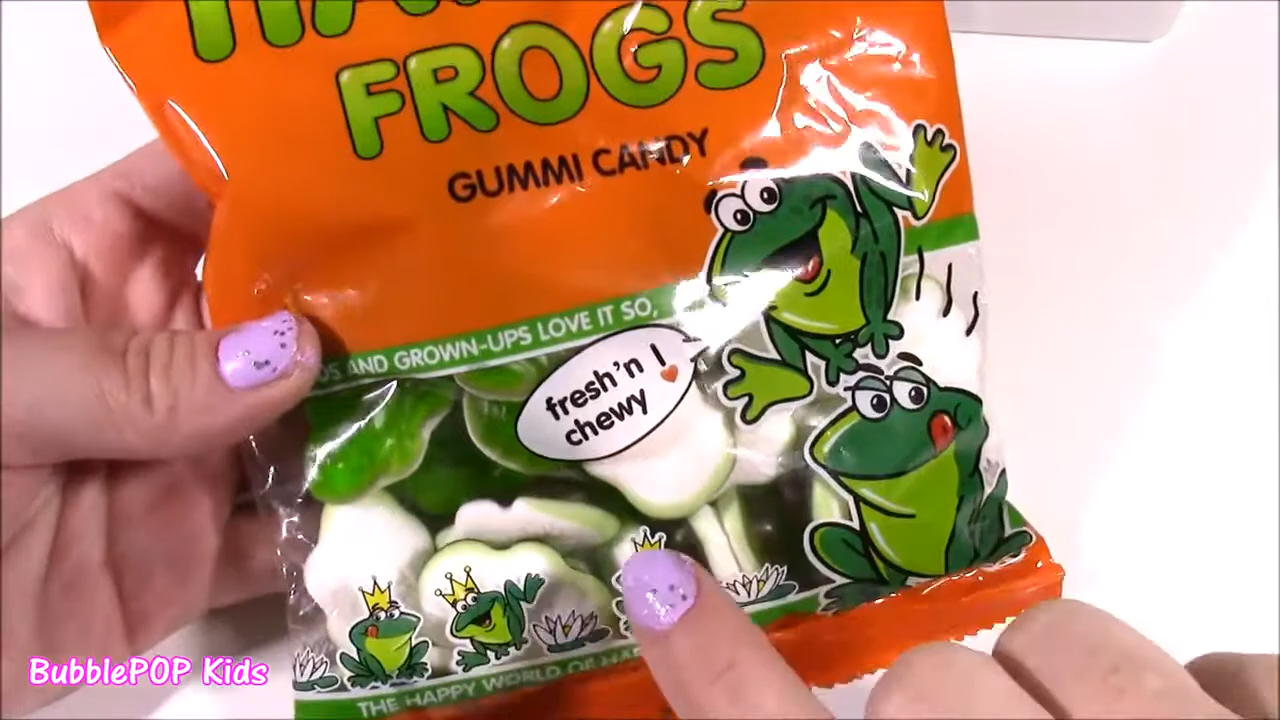 FROGS
GUMMI CANDY
AND GROWN-UPS LOVE IT SO,
fresh'n
chewy
THE HAPPY WORLD OF
BubblePOP Kids